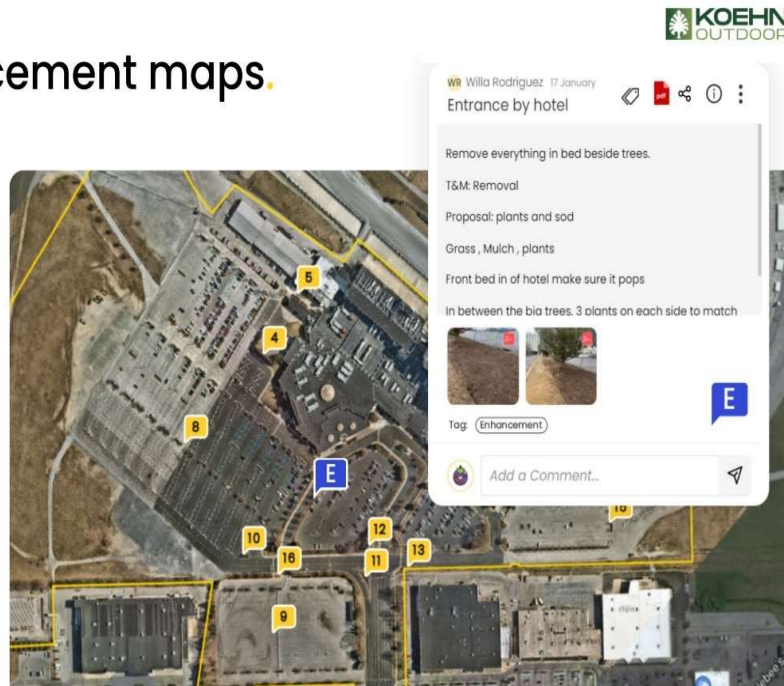 KOEHN
OUTDOOR
cement maps.
WR Willa Rodriguez 17 January
Entrance by hotel
pdf
Remove everything in bed beside trees.
T&M: Removal
Proposal: plants and sod
Grass , Mulch , plants
Front bed in of hotel make sure it pops
In between the big trees. 3 plants on each side to match
Tag: Enhancement
E
Add a Comment...
5
4
8
E
10
12
16
11
13
9